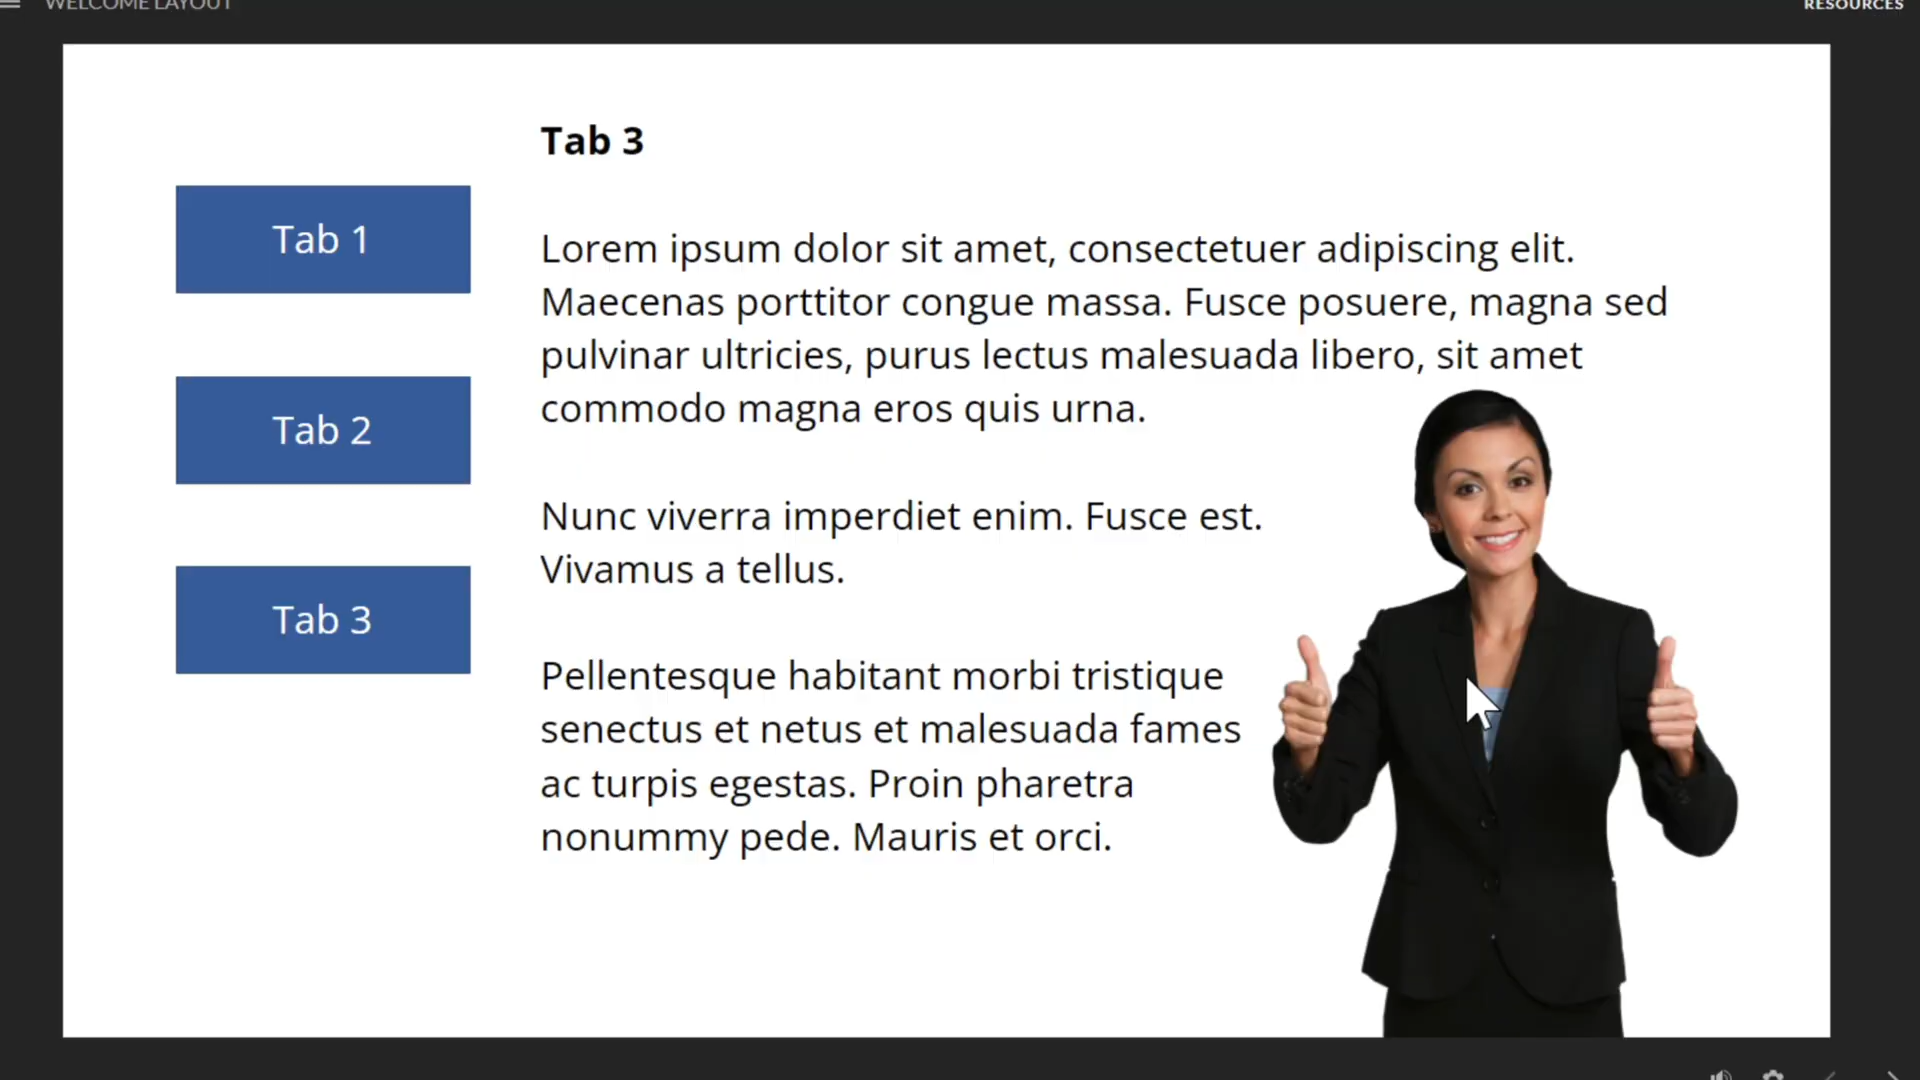 WELCOME LAYOUT
RESOURCES
Tab 3
Tab 1
Tab 2
Tab 3
Lorem ipsum dolor sit amet, consectetuer adipiscing elit.
Maecenas porttitor congue massa. Fusce posuere, magna sed
pulvinar ultricies, purus lectus malesuada libero, sit amet
commodo magna eros quis urna.
Nunc viverra imperdiet enim. Fusce est.
Vivamus a tellus.
Pellentesque habitant morbi tristique
senectus et netus et malesuada fames
ac turpis egestas. Proin pharetra
nonummy pede. Mauris et orci.